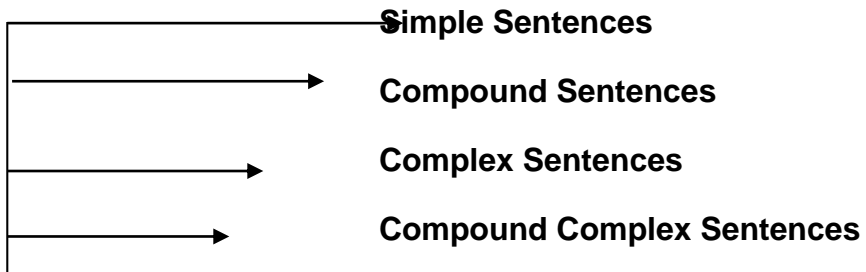 Simple Sentences
Compound Sentences
Complex Sentences
Compound Complex Sentences